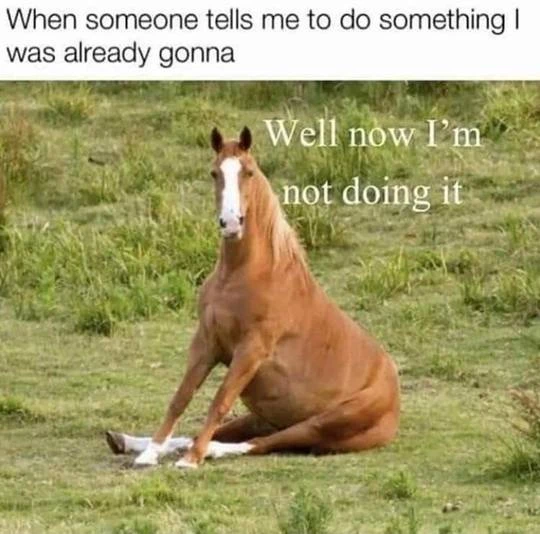 When someone tells me to do something I
was already gonna
Well now I'm
not doing it